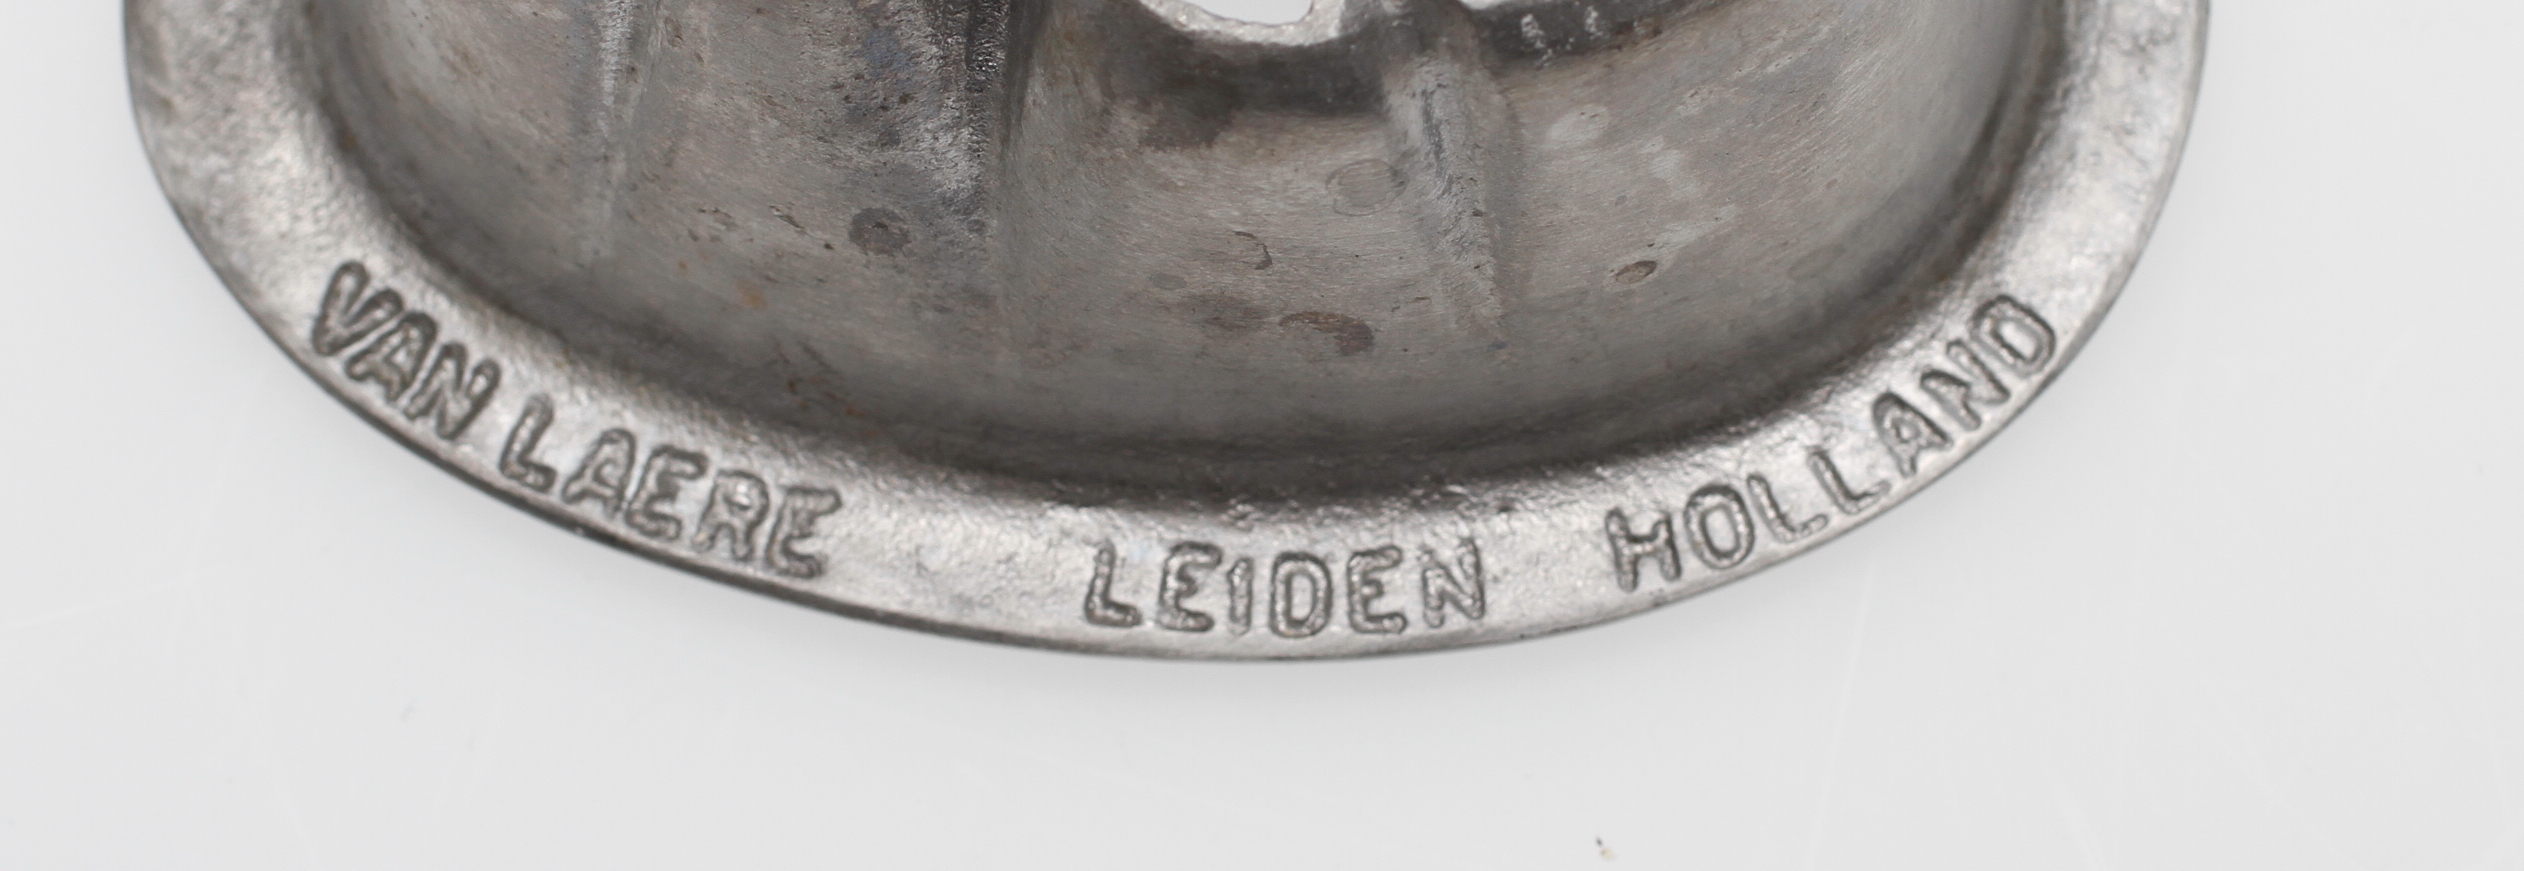 VAN LAERE LEIDEN HOLLAND